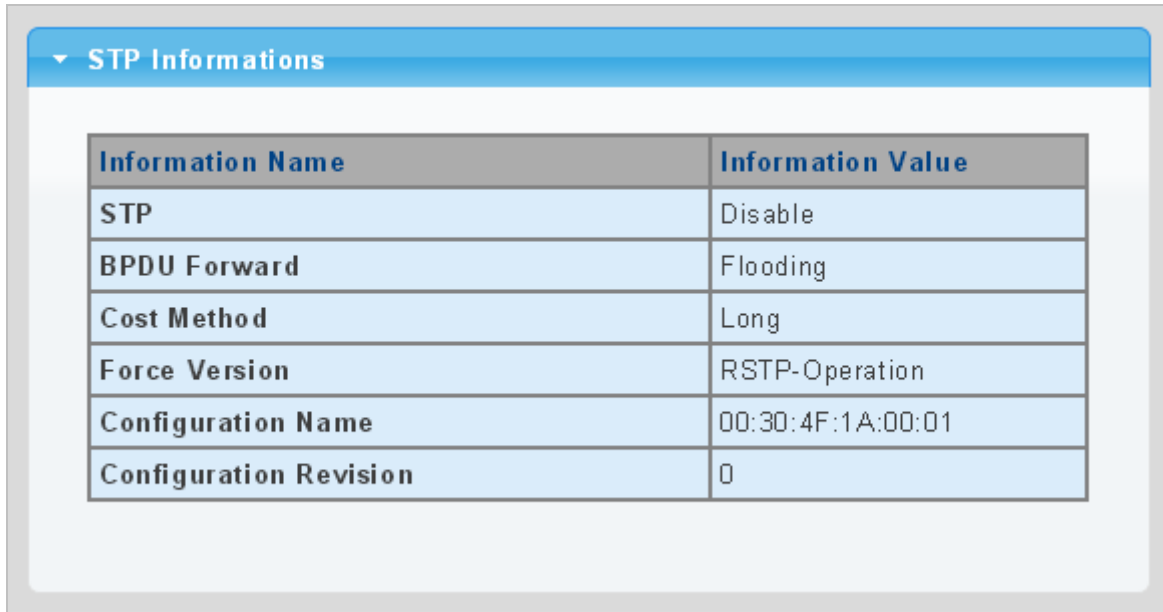 STP Informations
Information Name Information Value
STP Disable
BPDU Forward Flooding
Cost Method Long
Force Version RSTP-Operation
Configuration Name 00:30:4F:1A:00:01
Configuration Revision 0